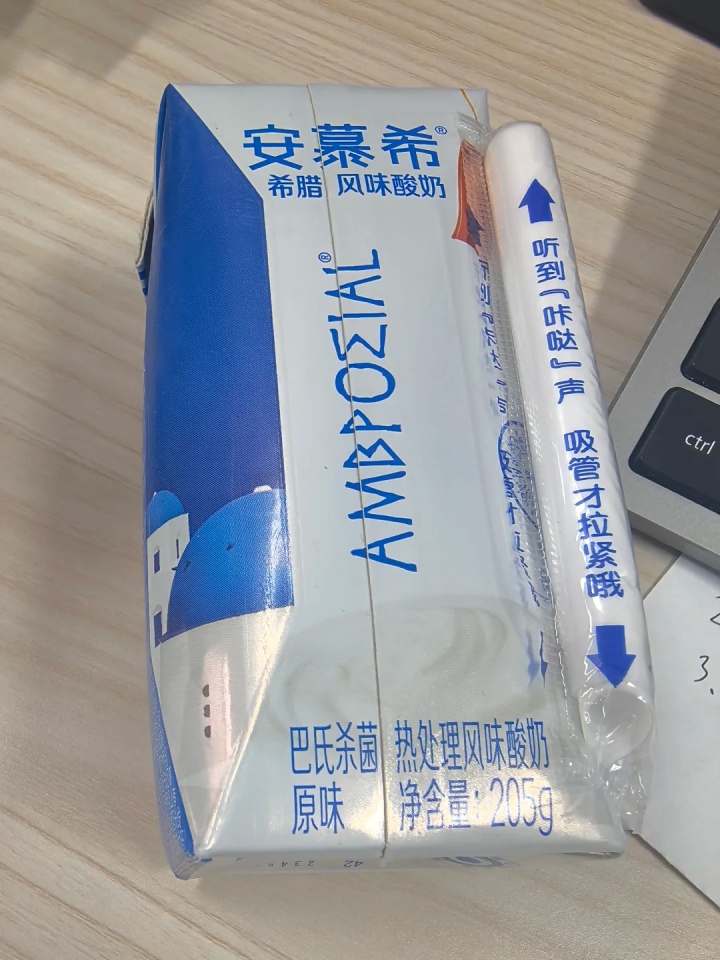 安慕希®
希腊 风味酸奶
AMBPOΣIAL®
巴氏杀菌 热处理风味酸奶
原味 净含量：205g
听到『咔哒』声 吸管才拉紧哦
ctrl
3.